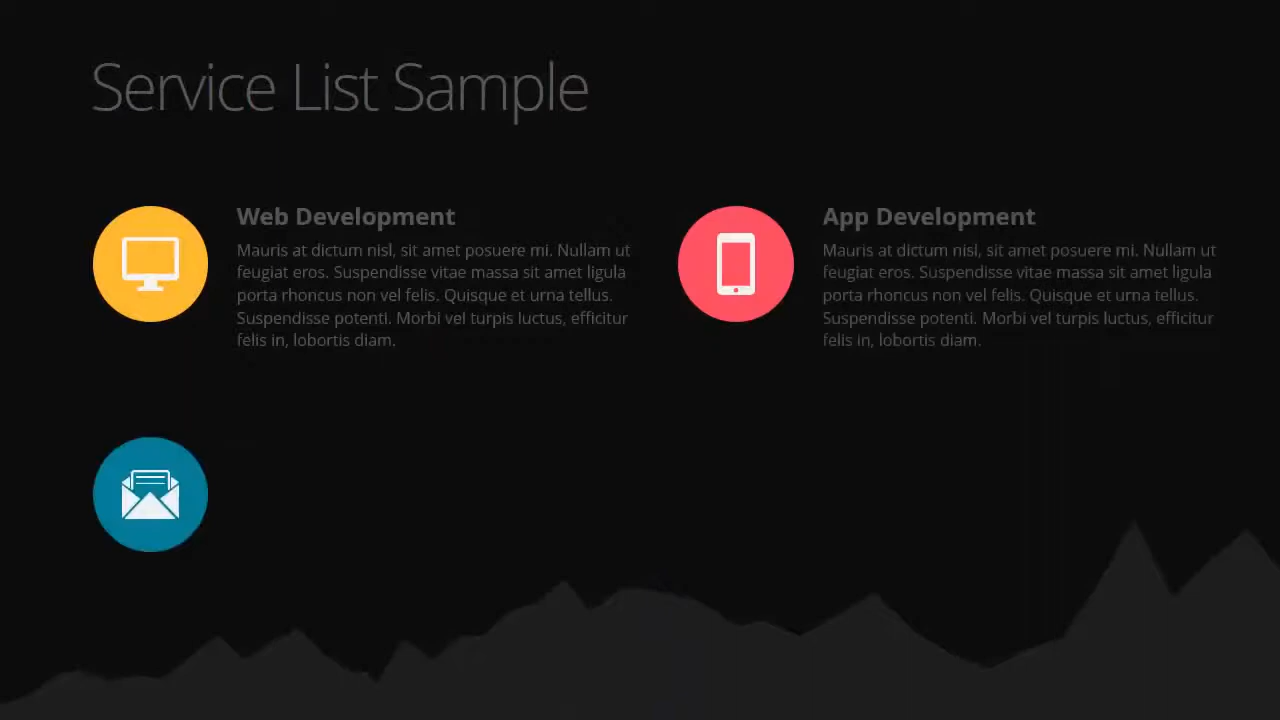 Service List Sample
Web Development
Mauris at dictum nisl, sit amet posuere mi. Nullam ut
feugiat eros. Suspendisse vitae massa sit amet ligula
porta rhoncus non vel felis. Quisque et urna tellus.
Suspendisse potenti. Morbi vel turpis luctus, efficitur
felis in, lobortis diam.
App Development
Mauris at dictum nisl, sit amet posuere mi. Nullam ut
feugiat eros. Suspendisse vitae massa sit amet ligula
porta rhoncus non vel felis. Quisque et urna tellus.
Suspendisse potenti. Morbi vel turpis luctus, efficitur
felis in, lobortis diam.